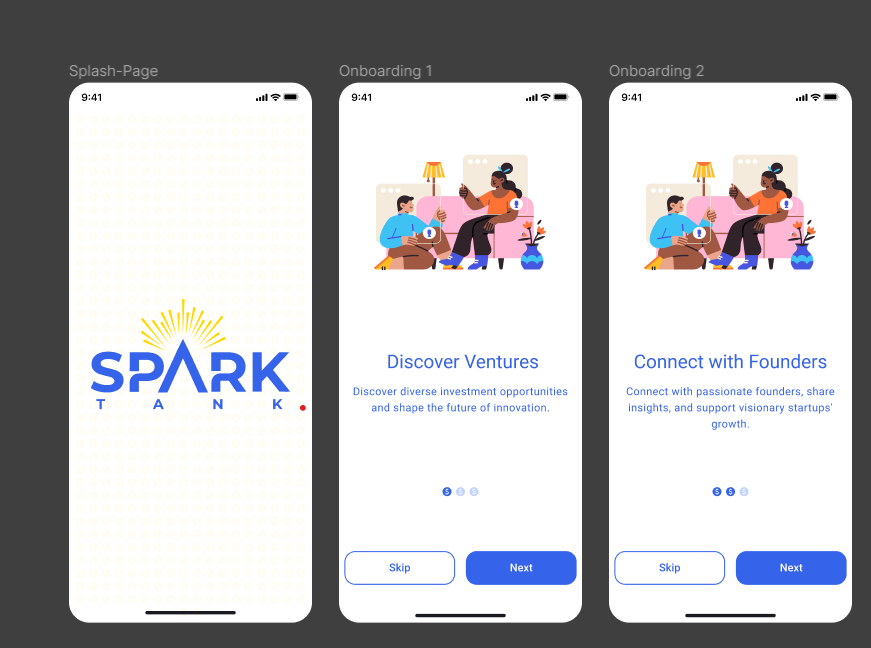 Splash-Page
9:41
SPARK
TANK
Onboarding 1
9:41
Discover Ventures
Discover diverse investment opportunities
and shape the future of innovation.
$ $ $
Skip
Next
Onboarding 2
9:41
Connect with Founders
Connect with passionate founders, share
insights, and support visionary startups'
growth.
$ $ $
Skip
Next